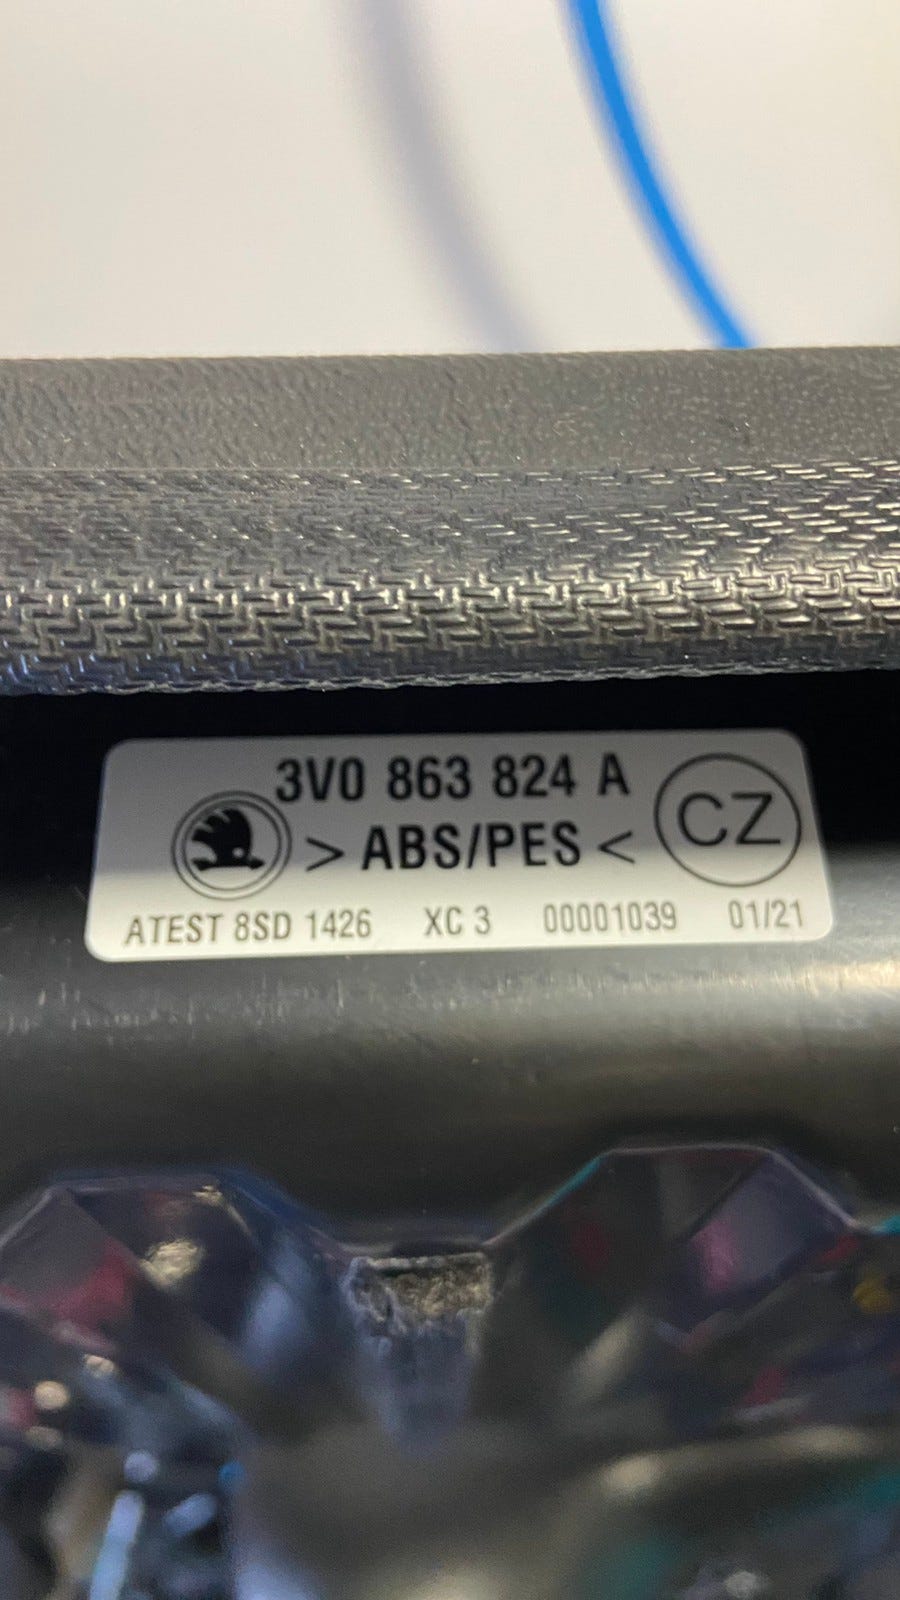 3V0 863 824 A
> ABS/PES <
CZ
ATEST 8SD 1426 XC 3 00001039 01/21